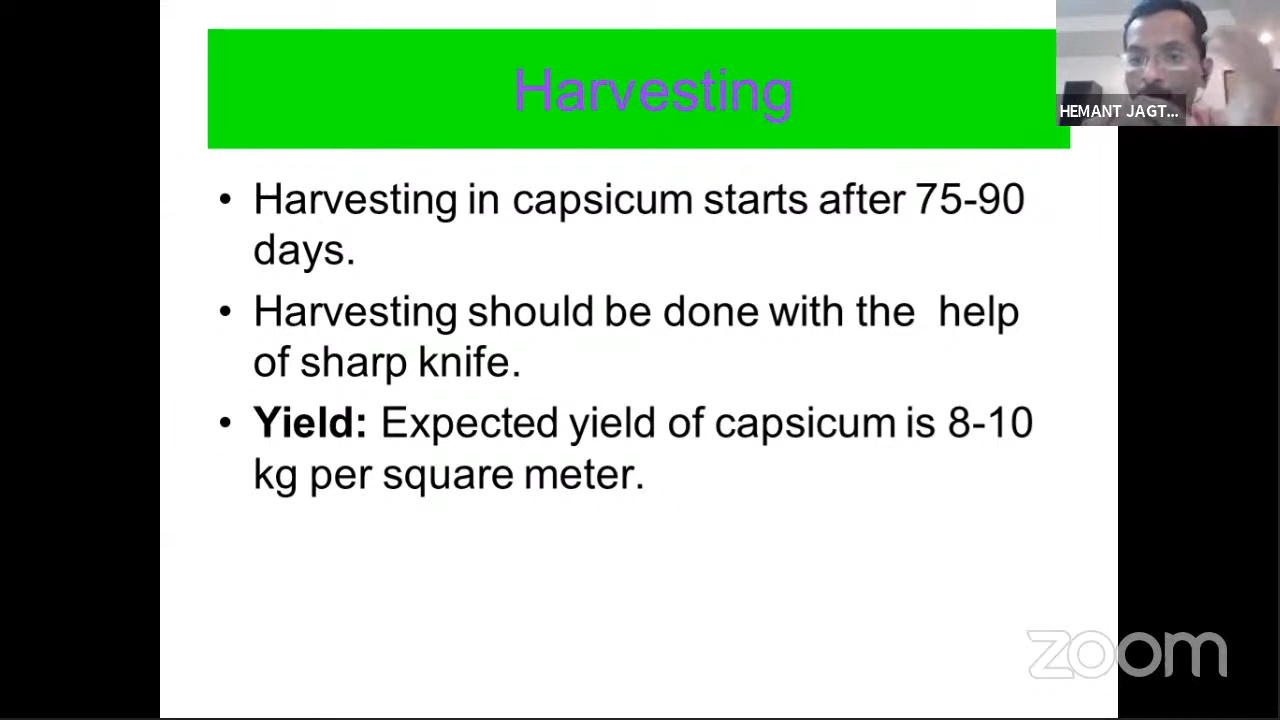 Harvesting
HEMANT JAGT...
• Harvesting in capsicum starts after 75-90
days.
• Harvesting should be done with the  help
of sharp knife.
• Yield: Expected yield of capsicum is 8-10
kg per square meter.
zoom